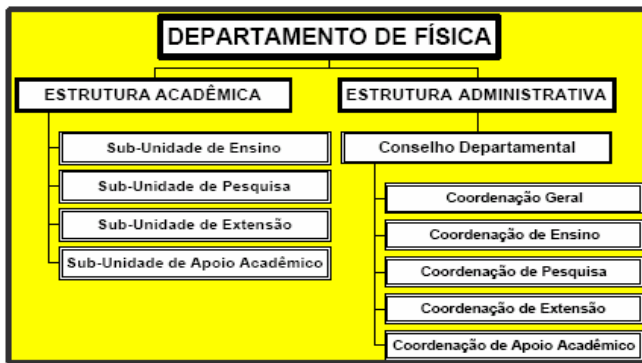 DEPARTAMENTO DE FÍSICA
ESTRUTURA ACADÊMICA
Sub-Unidade de Ensino
Sub-Unidade de Pesquisa
Sub-Unidade de Extensão
Sub-Unidade de Apoio Acadêmico
ESTRUTURA ADMINISTRATIVA
Conselho Departamental
Coordenação Geral
Coordenação de Ensino
Coordenação de Pesquisa
Coordenação de Extensão
Coordenação de Apoio Acadêmico